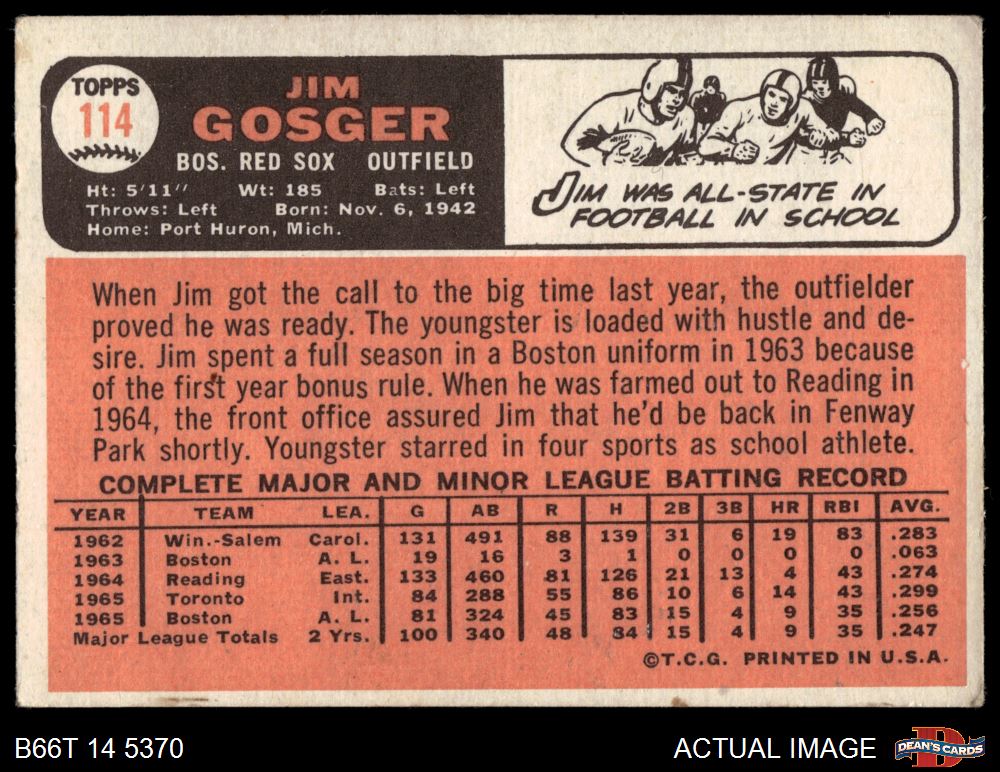 TOPPS
114
JIM
GOSGER
BOS. RED SOX OUTFIELD
Ht: 5'11" Wt: 185 Bats: Left
Throws: Left Born: Nov. 6, 1942
Home: Port Huron, Mich.
JIM WAS ALL-STATE IN
FOOTBALL IN SCHOOL
When Jim got the call to the big time last year, the outfielder
proved he was ready. The youngster is loaded with hustle and de-
sire. Jim spent a full season in a Boston uniform in 1963 because
of the first year bonus rule. When he was farmed out to Reading in
1964, the front office assured Jim that he'd be back in Fenway
Park shortly. Youngster starred in four sports as school athlete.
COMPLETE MAJOR AND MINOR LEAGUE BATTING RECORD
YEAR TEAM LEA. G AB R H 2B 3B HR RBI AVG.
1962 Win.-Salem Carol. 131 491 88 139 31 6 19 83 .283
1963 Boston A. L. 19 16 3 1 0 0 0 0 .063
1964 Reading East. 133 460 81 126 21 13 4 43 .274
1965 Toronto Int. 84 288 55 86 10 6 14 43 .299
1965 Boston A. L. 81 324 45 83 15 4 9 35 .256
Major League Totals 2 Yrs. 100 340 48 84 15 4 9 35 .247
©T.C.G. PRINTED IN U.S.A.
B66T 14 5370
ACTUAL IMAGE
DEAN'S CARDS